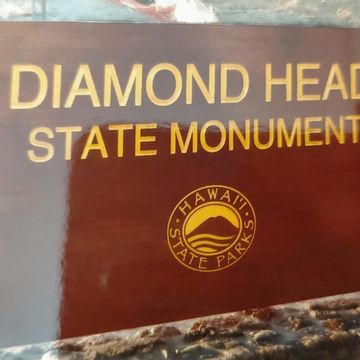 DIAMOND HEAD
STATE MONUMENT
HAWAI'I
STATE PARKS